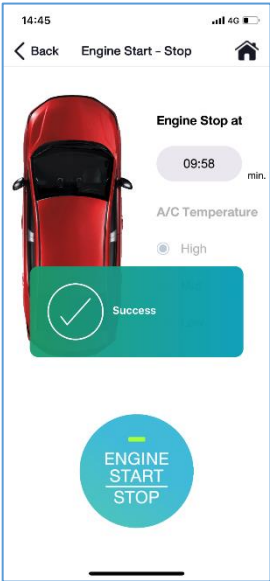 14:45
4G
Back
Engine Start - Stop
Engine Stop at
09:58
min.
A/C Temperature
High
Success
ENGINE
START
STOP